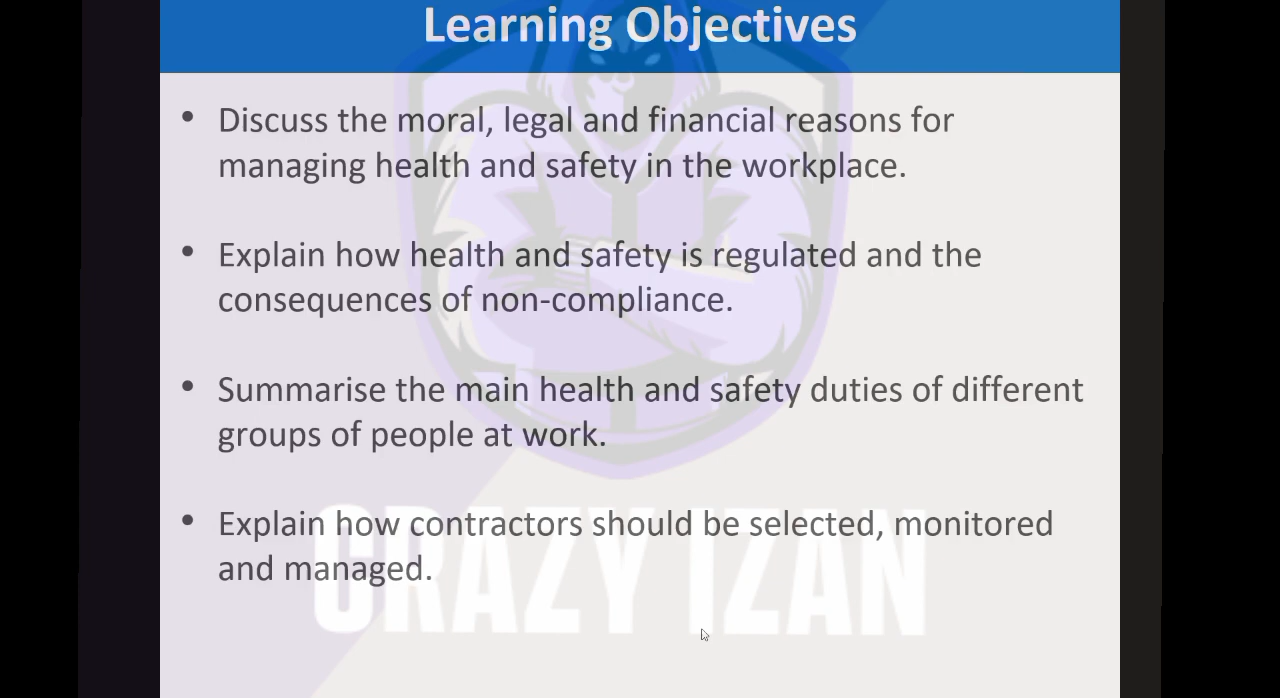 Learning Objectives
• Discuss the moral, legal and financial reasons for
managing health and safety in the workplace.
• Explain how health and safety is regulated and the
consequences of non-compliance.
• Summarise the main health and safety duties of different
groups of people at work.
• Explain how contractors should be selected, monitored
and managed.
CRAZY IZAN